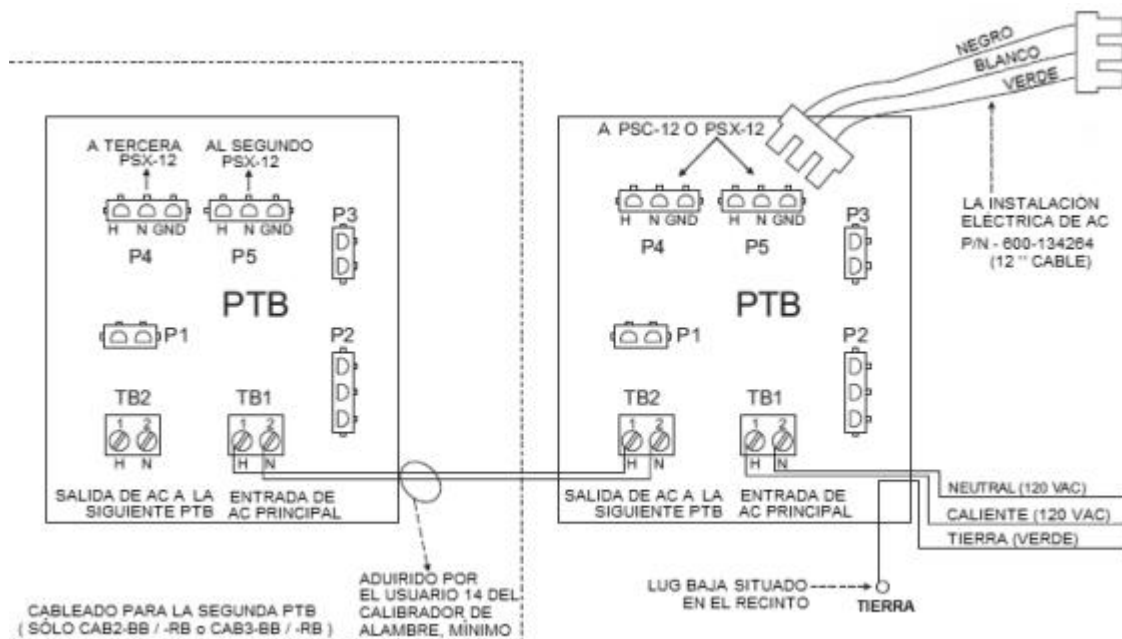 NEGRO
BLANCO
VERDE
A TERCERA
PSX-12
AL SEGUNDO
PSX-12
H N GND
H N GND
P4
P5
P3
PTB
P1
P2
TB2
TB1
1 2
1 2
H N
H N
SALIDA DE AC A LA
SIGUIENTE PTB
ENTRADA DE
AC PRINCIPAL
A PSC-12 O PSX-12
H N GND
H N GND
P4
P5
P3
PTB
P1
P2
TB2
TB1
1 2
1 2
H N
H N
SALIDA DE AC A LA
SIGUIENTE PTB
ENTRADA DE
AC PRINCIPAL
LA INSTALACIÓN
ELÉCTRICA DE AC
P/N - 600-134264
(12 " CABLE)
NEUTRAL (120 VAC)
CALIENTE (120 VAC)
TIERRA (VERDE)
LUG BAJA SITUADO
EN EL RECINTO
TIERRA
ADUIRIDO POR
EL USUARIO 14 DEL
CALIBRADOR DE
ALAMBRE, MÍNIMO
CABLEADO PARA LA SEGUNDA PTB
( SÓLO CAB2-BB / -RB o CAB3-BB / -RB )